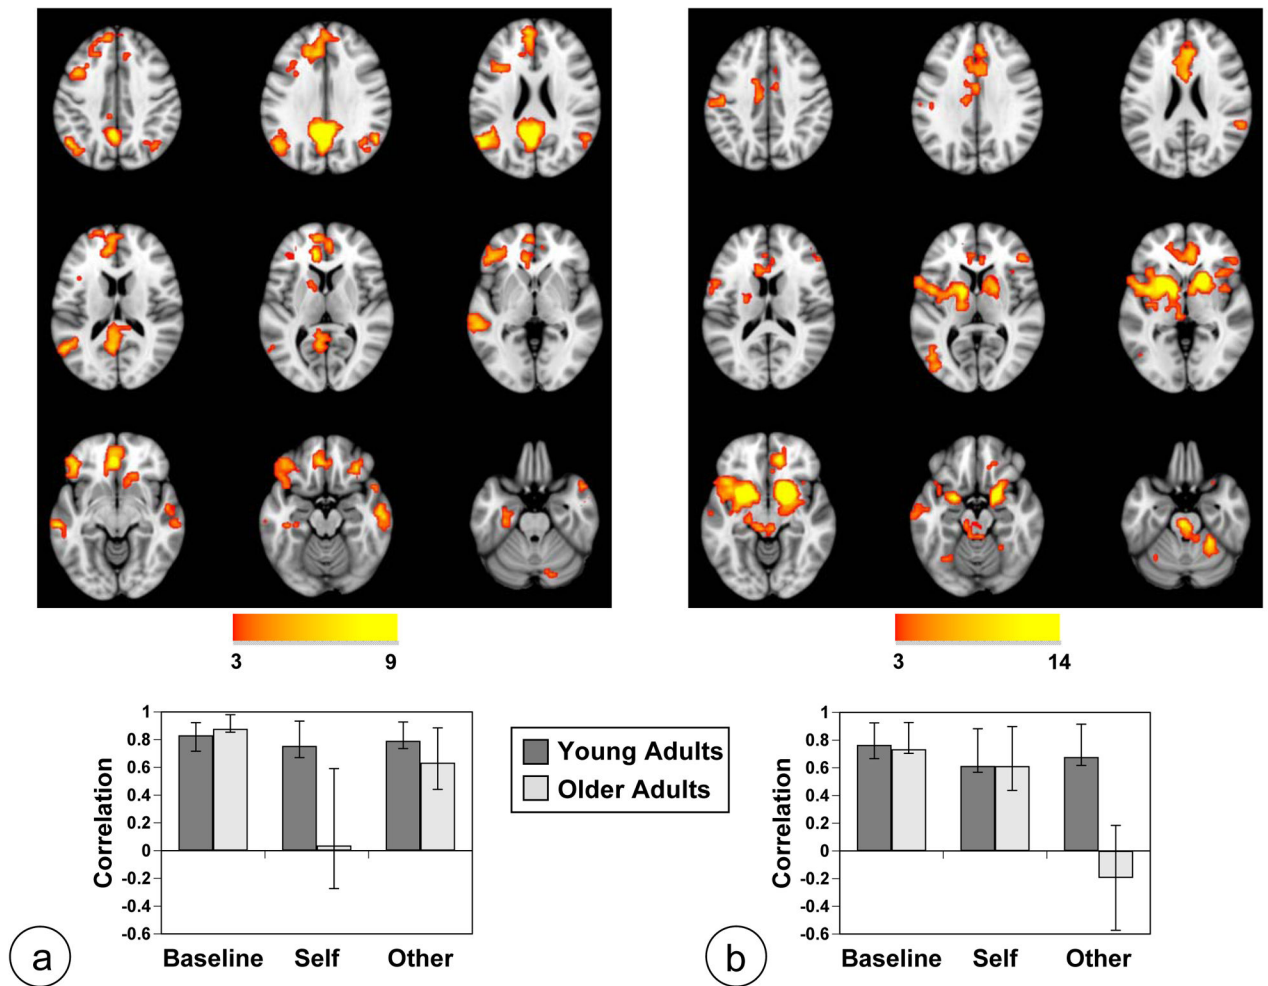 3 9
3 14
1
0.8
0.6
0.4
0.2
0
-0.2
-0.4
-0.6
Correlation
Baseline Self Other
a
Young Adults
Older Adults
1
0.8
0.6
0.4
0.2
0
-0.2
-0.4
-0.6
Correlation
Baseline Self Other
b